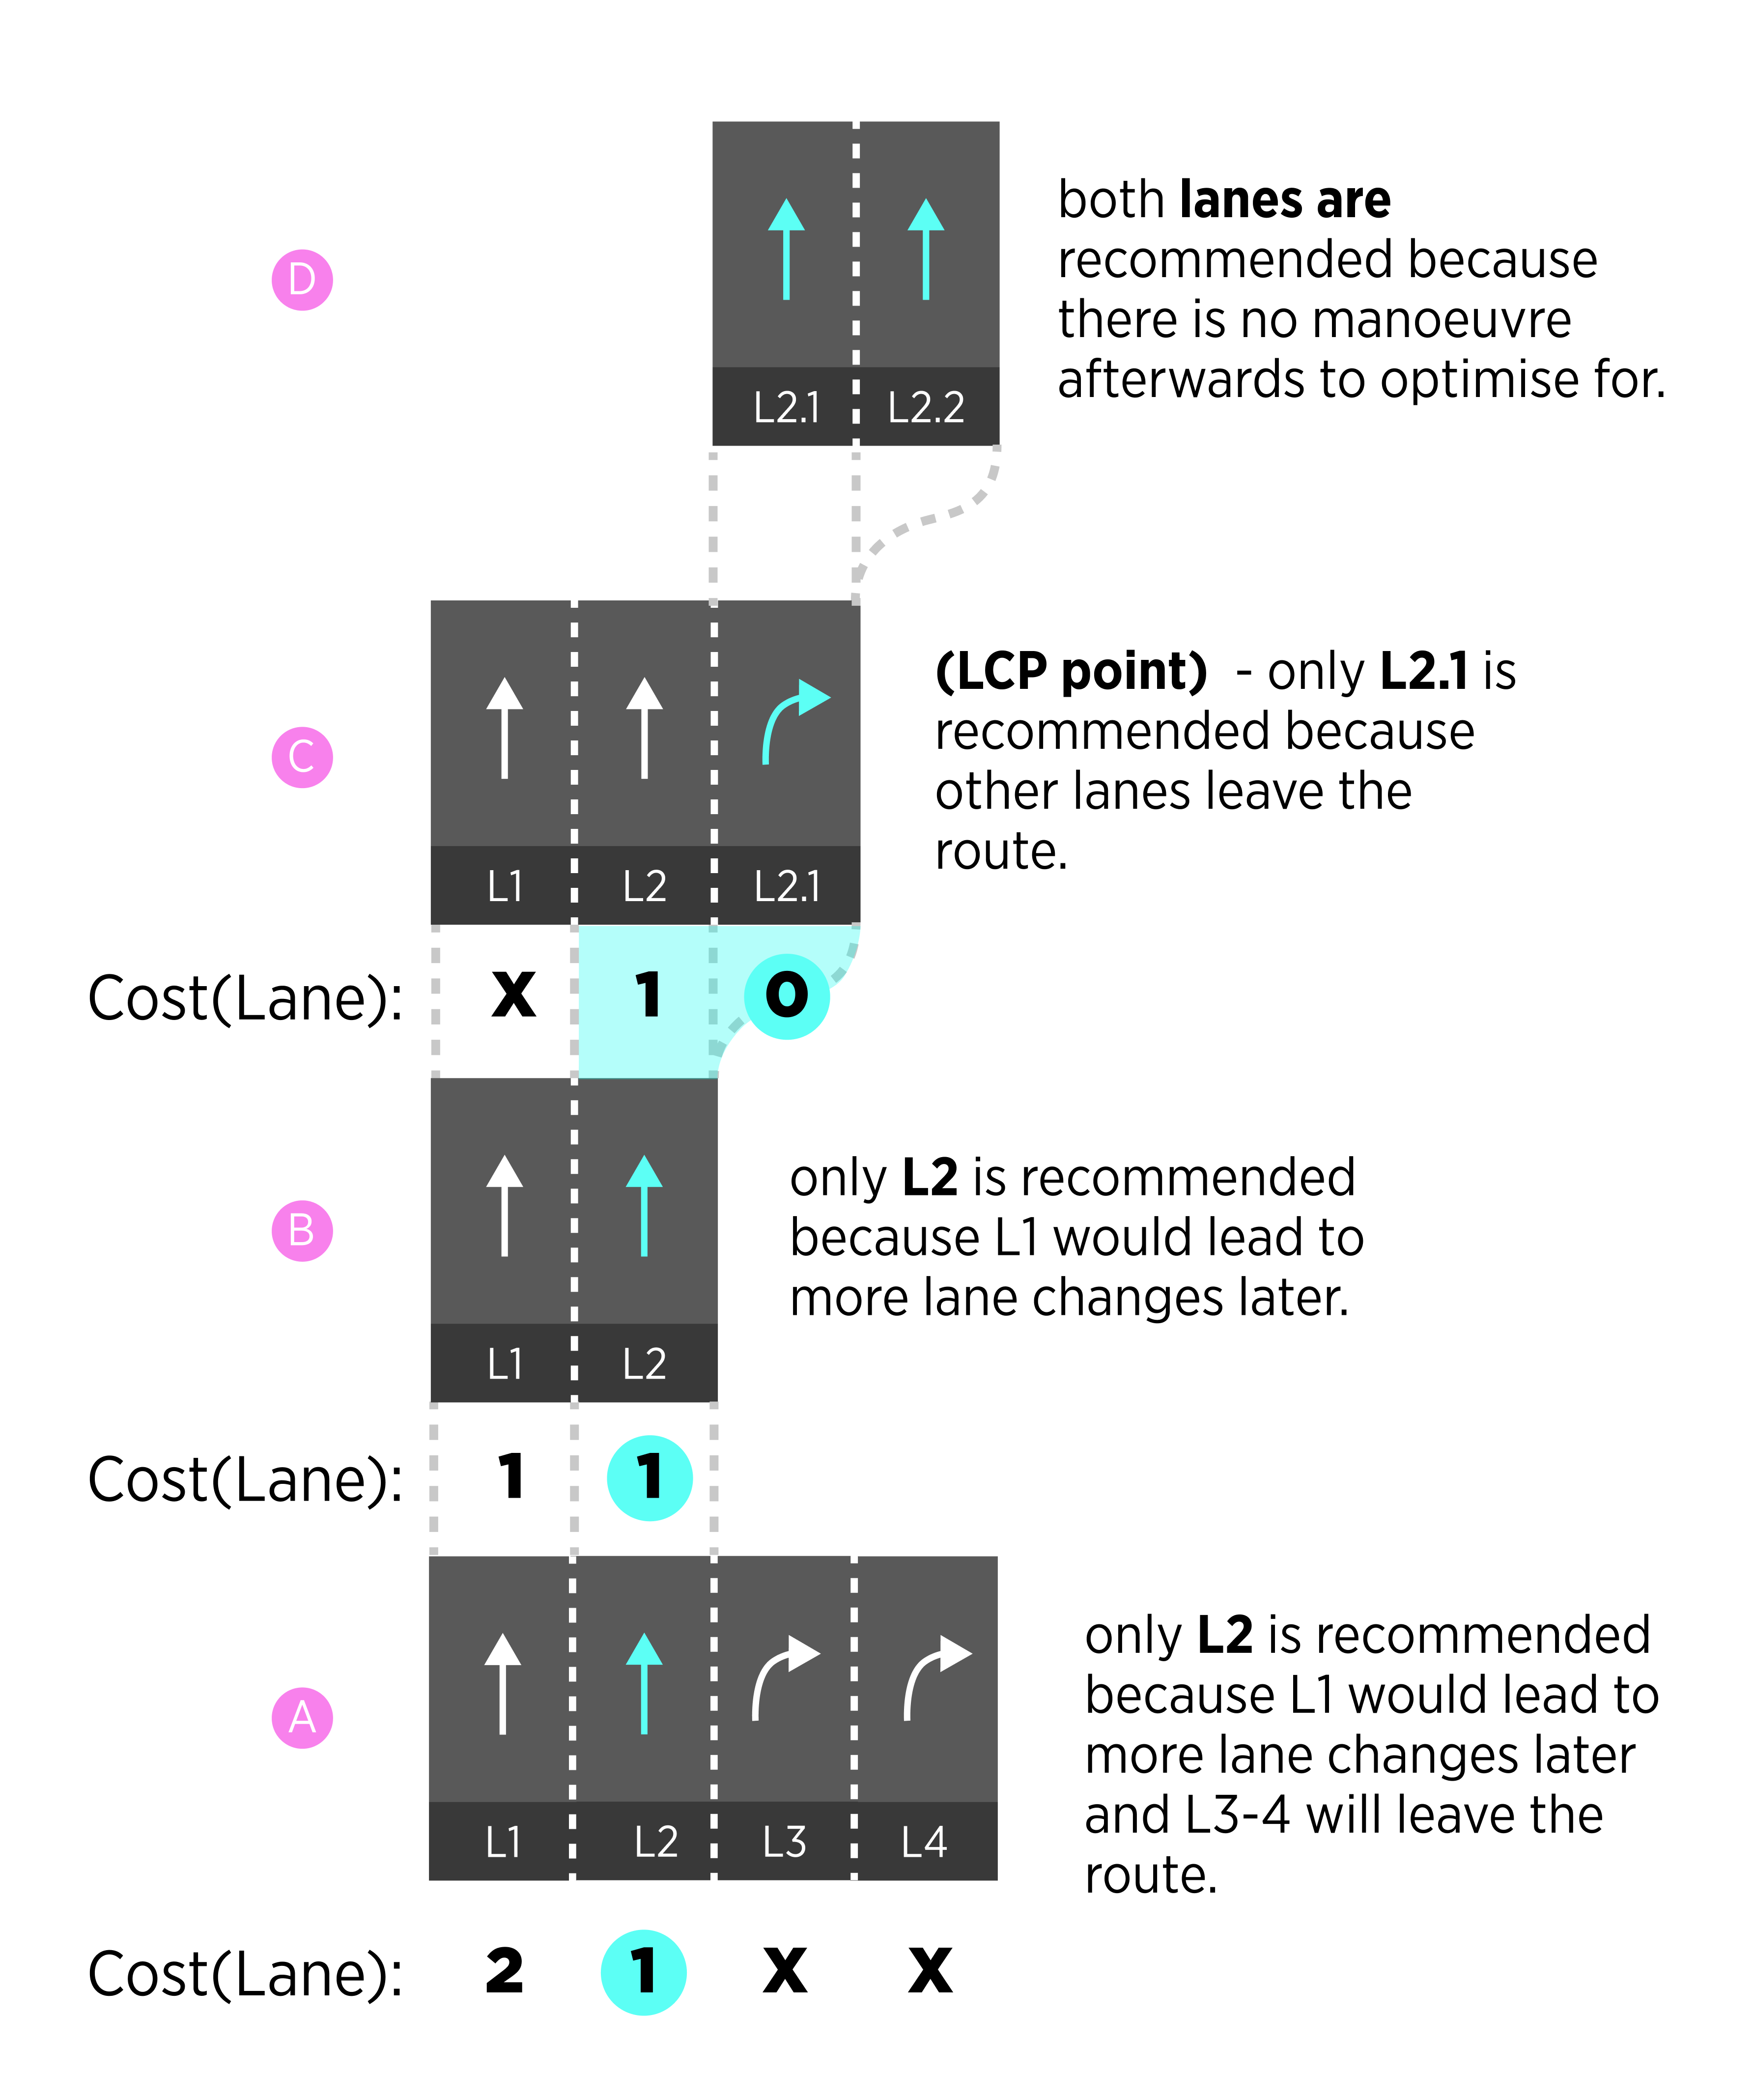 D
L2.1 L2.2
both lanes are
recommended because
there is no manoeuvre
afterwards to optimise for.
C
L1 L2 L2.1
(LCP point) - only L2.1 is
recommended because
other lanes leave the
route.
Cost(Lane): X 1 0
B
L1 L2
only L2 is recommended
because L1 would lead to
more lane changes later.
Cost(Lane): 1 1
A
L1 L2 L3 L4
only L2 is recommended
because L1 would lead to
more lane changes later
and L3-4 will leave the
route.
Cost(Lane): 2 1 X X